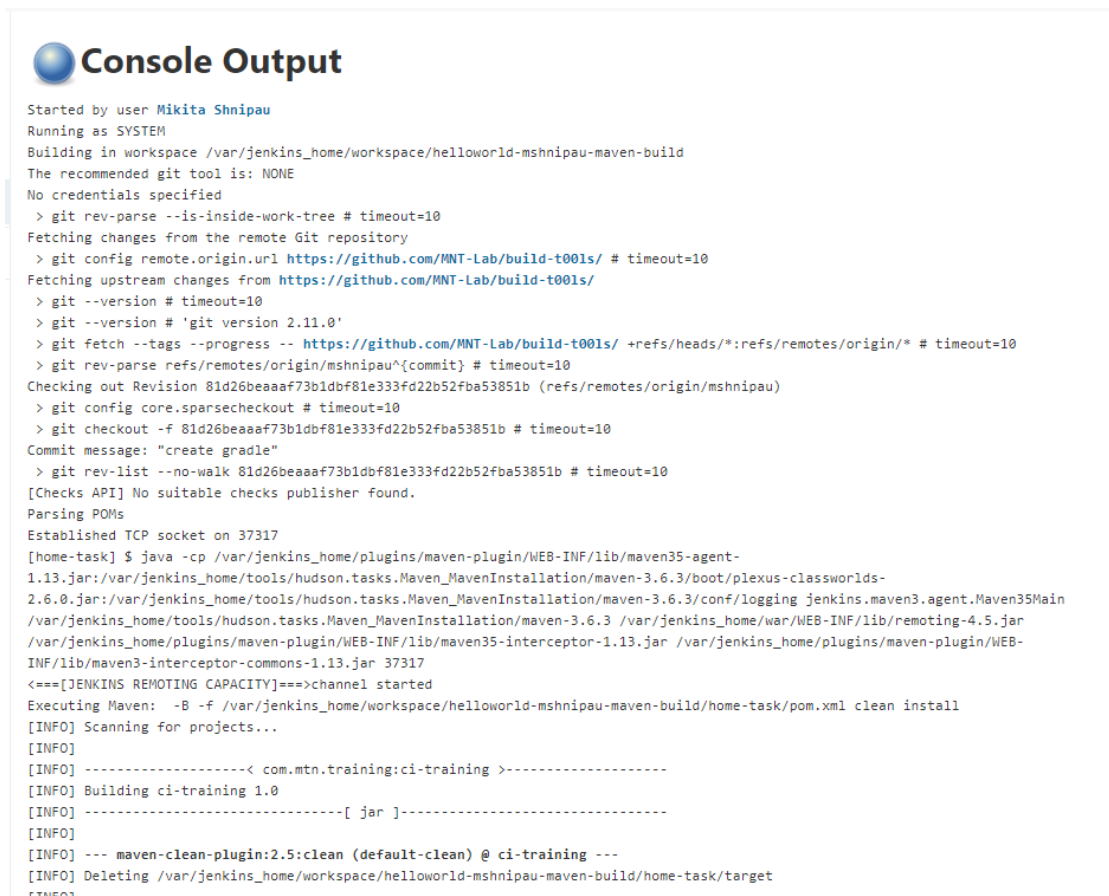 Console Output
Started by user Mikita Shnipau
Running as SYSTEM
Building in workspace /var/jenkins_home/workspace/helloworld-mshnipau-maven-build
The recommended git tool is: NONE
No credentials specified
 > git rev-parse --is-inside-work-tree # timeout=10
Fetching changes from the remote Git repository
 > git config remote.origin.url https://github.com/MNT-Lab/build-t00ls/ # timeout=10
Fetching upstream changes from https://github.com/MNT-Lab/build-t00ls/
 > git --version # timeout=10
 > git --version # 'git version 2.11.0'
 > git fetch --tags --progress -- https://github.com/MNT-Lab/build-t00ls/ +refs/heads/*:refs/remotes/origin/* # timeout=10
 > git rev-parse refs/remotes/origin/mshnipau^{commit} # timeout=10
Checking out Revision 81d26beaaaf73b1dbf81e333fd22b52fba53851b (refs/remotes/origin/mshnipau)
 > git config core.sparsecheckout # timeout=10
 > git checkout -f 81d26beaaaf73b1dbf81e333fd22b52fba53851b # timeout=10
Commit message: "create gradle"
 > git rev-list --no-walk 81d26beaaaf73b1dbf81e333fd22b52fba53851b # timeout=10
[Checks API] No suitable checks publisher found.
Parsing POMs
Established TCP socket on 37317
[home-task] $ java -cp /var/jenkins_home/plugins/maven-plugin/WEB-INF/lib/maven35-agent-
1.13.jar:/var/jenkins_home/tools/hudson.tasks.Maven_MavenInstallation/maven-3.6.3/boot/plexus-classworlds-
2.6.0.jar:/var/jenkins_home/tools/hudson.tasks.Maven_MavenInstallation/maven-3.6.3/conf/logging jenkins.maven3.agent.Maven35Main
/var/jenkins_home/tools/hudson.tasks.Maven_MavenInstallation/maven-3.6.3 /var/jenkins_home/war/WEB-INF/lib/remoting-4.5.jar
/var/jenkins_home/plugins/maven-plugin/WEB-INF/lib/maven35-interceptor-1.13.jar /var/jenkins_home/plugins/maven-plugin/WEB-
INF/lib/maven3-interceptor-commons-1.13.jar 37317
<===[JENKINS REMOTING CAPACITY]===>channel started
Executing Maven:  -B -f /var/jenkins_home/workspace/helloworld-mshnipau-maven-build/home-task/pom.xml clean install
[INFO] Scanning for projects...
[INFO]
[INFO] --------------------< com.mtn.training:ci-training >--------------------
[INFO] Building ci-training 1.0
[INFO] --------------------------------[ jar ]---------------------------------
[INFO]
[INFO] --- maven-clean-plugin:2.5:clean (default-clean) @ ci-training ---
[INFO] Deleting /var/jenkins_home/workspace/helloworld-mshnipau-maven-build/home-task/target
[INFO]